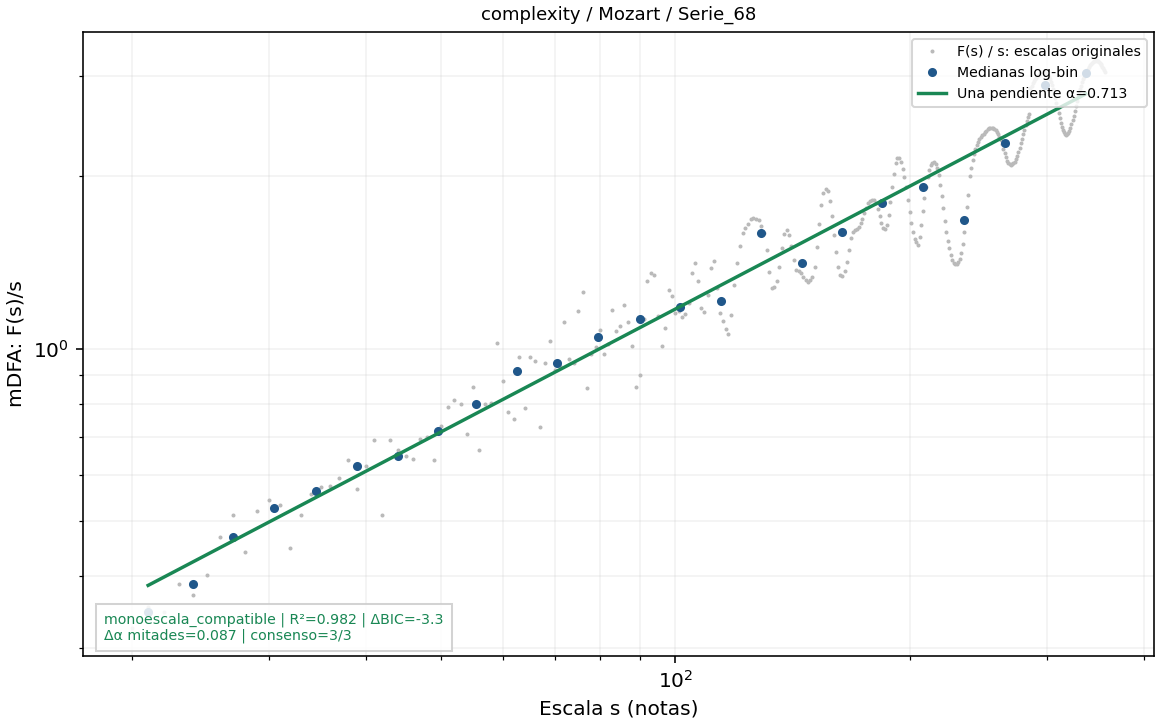 complexity / Mozart / Serie_68
F(s) / s: escalas originales
Medianas log-bin
Una pendiente α=0.713
mDFA: F(s)/s
10⁰
monoescala_compatible | R²=0.982 | ΔBIC=-3.3
Δα mitades=0.087 | consenso=3/3
10²
Escala s (notas)